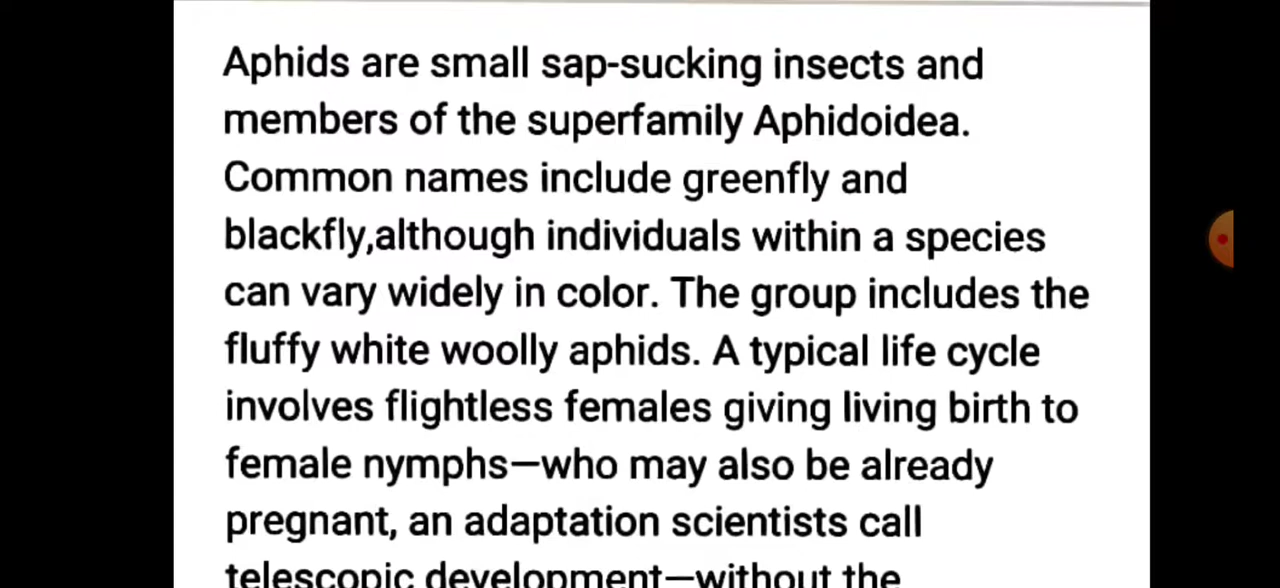 Aphids are small sap-sucking insects and
members of the superfamily Aphidoidea.
Common names include greenfly and
blackfly,although individuals within a species
can vary widely in color. The group includes the
fluffy white woolly aphids. A typical life cycle
involves flightless females giving living birth to
female nymphs—who may also be already
pregnant, an adaptation scientists call
telescopic development—without the